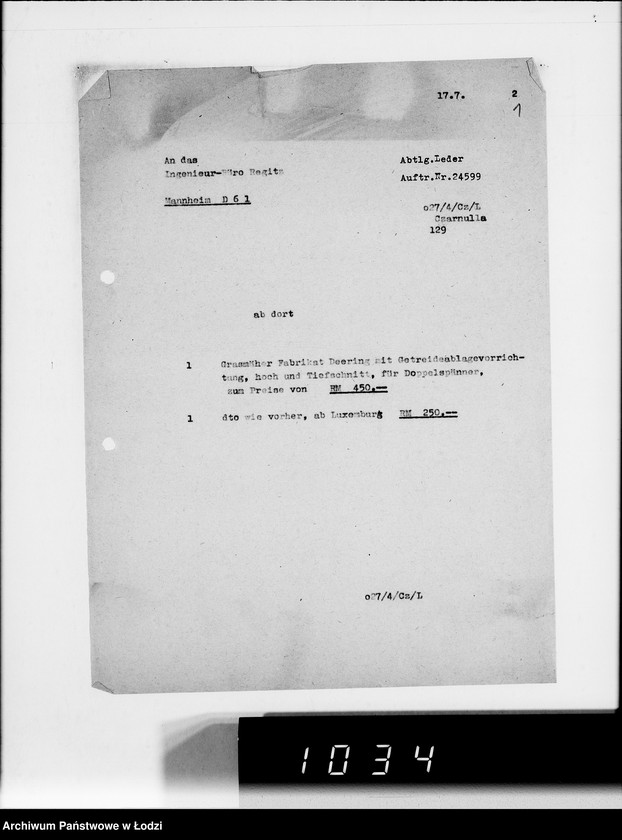 17.7. 2
1
An das
Ingenieur-Büro Regitz
Mannheim D 6 1
Abtlg.Leder
Auftr.Nr.24599
o27/4/Cz/L
Czarnulla
129
ab dort
1 Grasmäher Fabrikat Deering mit Getreideablagevorrich-
tung, hoch und Tiefschnitt, für Doppelspänner,
zum Preise von RM 450.—
1 dto wie vorher, ab Luxemburg RM 250.—
o27/4/Cz/L
1034
Archiwum Państwowe w Łodzi